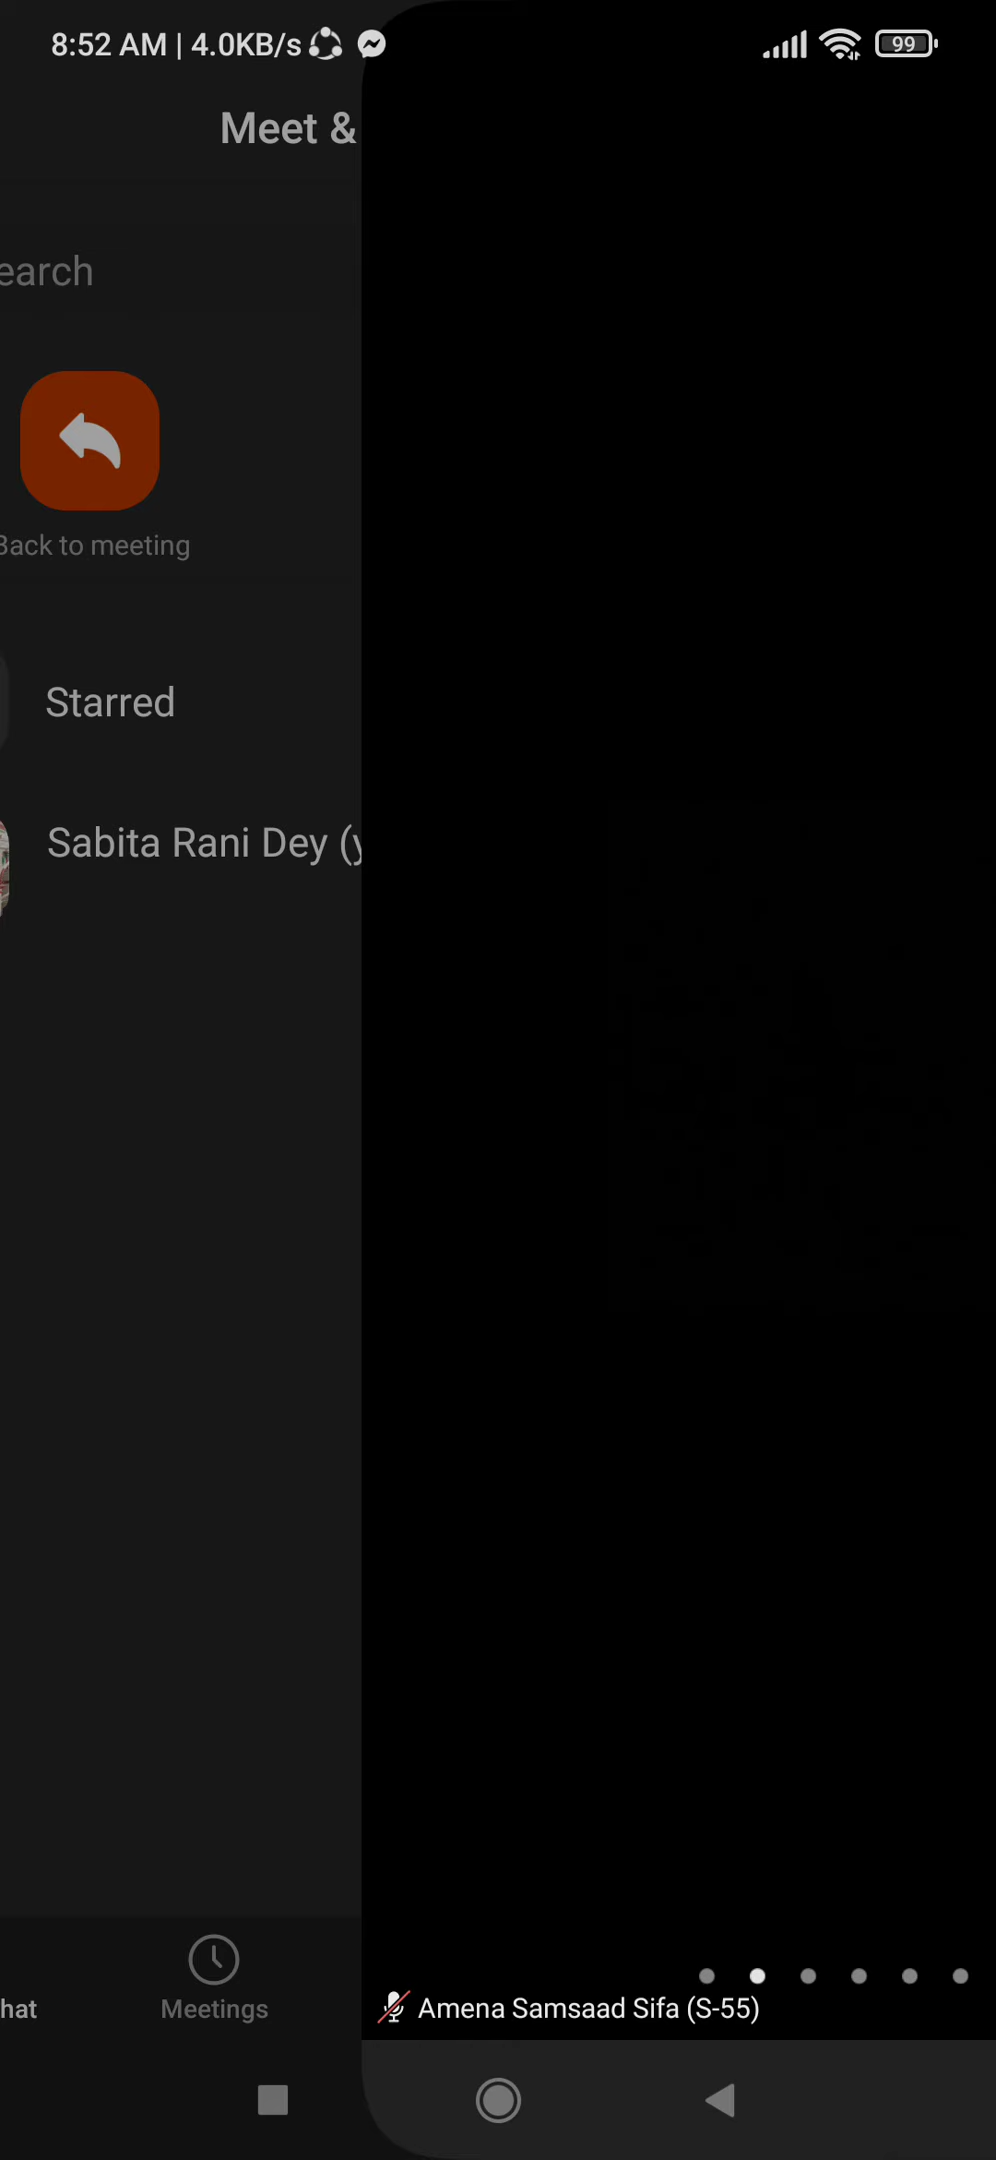 8:52 AM | 4.0KB/s
99
Meet &
earch
Back to meeting
Starred
Sabita Rani Dey (y
hat
Meetings
Amena Samsaad Sifa (S-55)